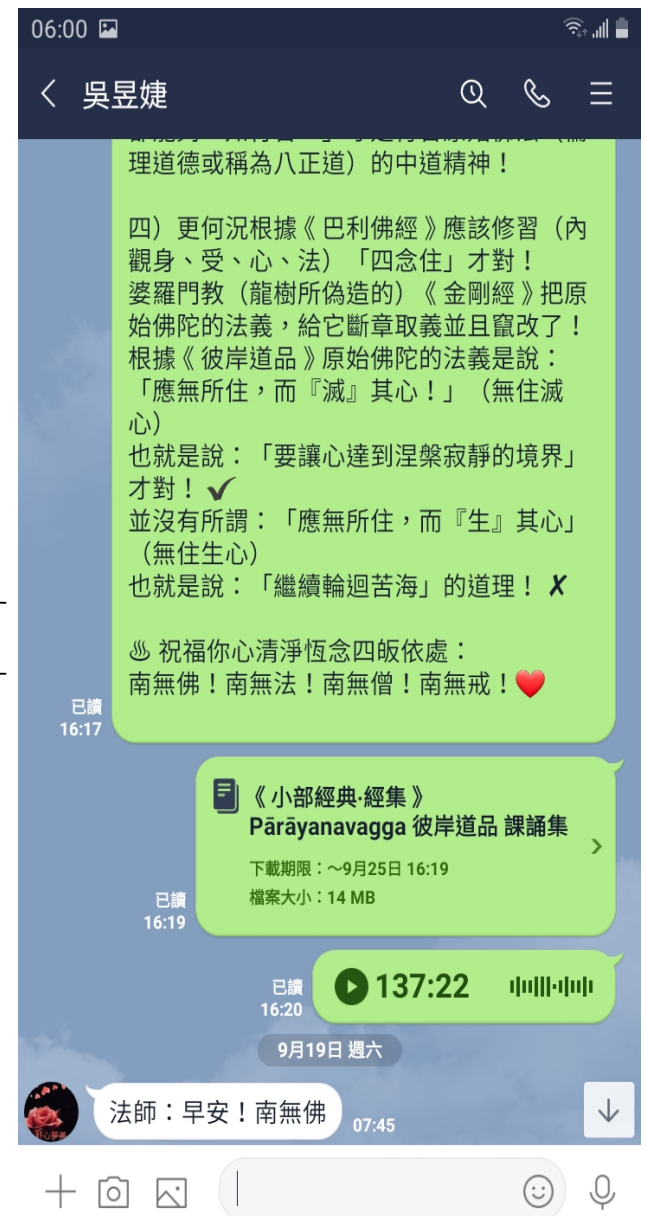 06:00
吳昱婕
理道德或稱為八正道）的中道精神！
四）更何況根據《巴利佛經》應該修習（內
觀身、受、心、法）「四念住」才對！
婆羅門教（龍樹所偽造的）《金剛經》把原
始佛陀的法義，給它斷章取義並且竄改了！
根據《彼岸道品》原始佛陀的法義是說：
「應無所住，而『滅』其心！」（無住滅
心）
也就是說：「要讓心達到涅槃寂靜的境界」
才對！✓
並沒有所謂：「應無所住，而『生』其心」
（無住生心）
也就是說：「繼續輪迴苦海」的道理！✗
♨ 祝福你心清淨恆念四皈依處：
南無佛！南無法！南無僧！南無戒！❤️
已讀
16:17
《小部經典·經集》
Pārāyanavagga 彼岸道品 課誦集
下載期限：～9月25日 16:19
檔案大小：14 MB
已讀
16:19
137:22
已讀
16:20
9月19日 週六
法師：早安！南無佛
07:45